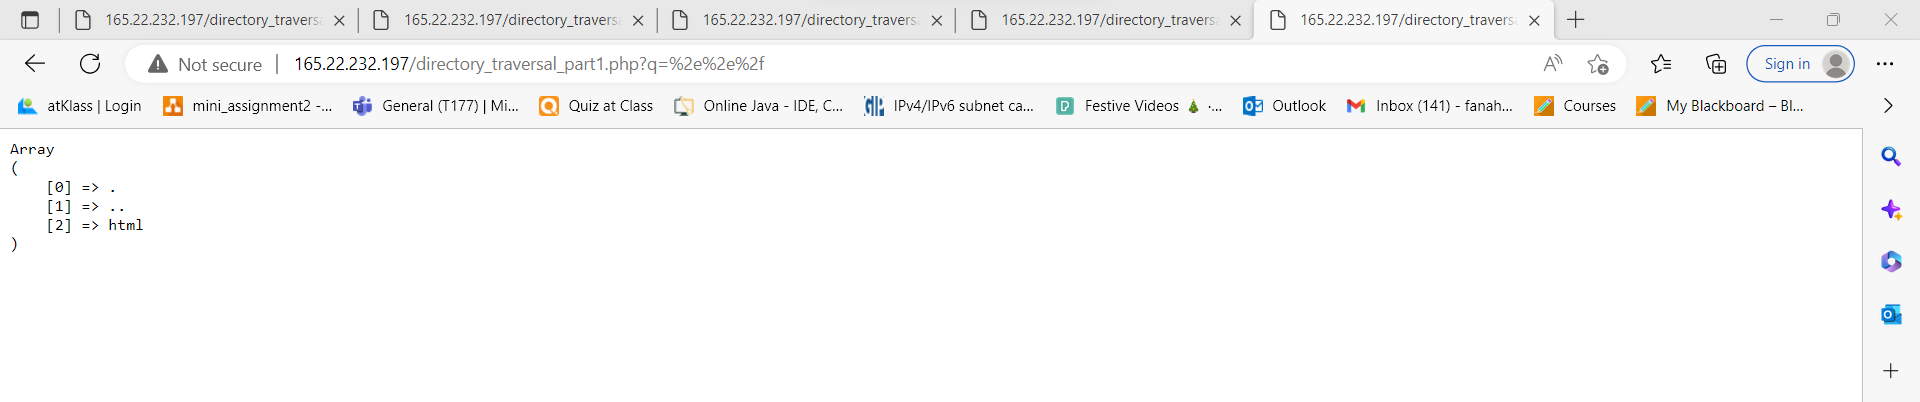 165.22.232.197/directory_travers
165.22.232.197/directory_travers
165.22.232.197/directory_travers
165.22.232.197/directory_travers
165.22.232.197/directory_travers
Not secure
165.22.232.197/directory_traversal_part1.php?q=%2e%2e%2f
A
Sign in
atKlass | Login
mini_assignment2 -...
General (T177) | Mi...
Quiz at Class
Online Java - IDE, C...
IPv4/IPv6 subnet ca...
Festive Videos 🎄 ·...
Outlook
Inbox (141) - fanah...
Courses
My Blackboard – Bl...
Array
(
[0] => .
[1] => ..
[2] => html
)